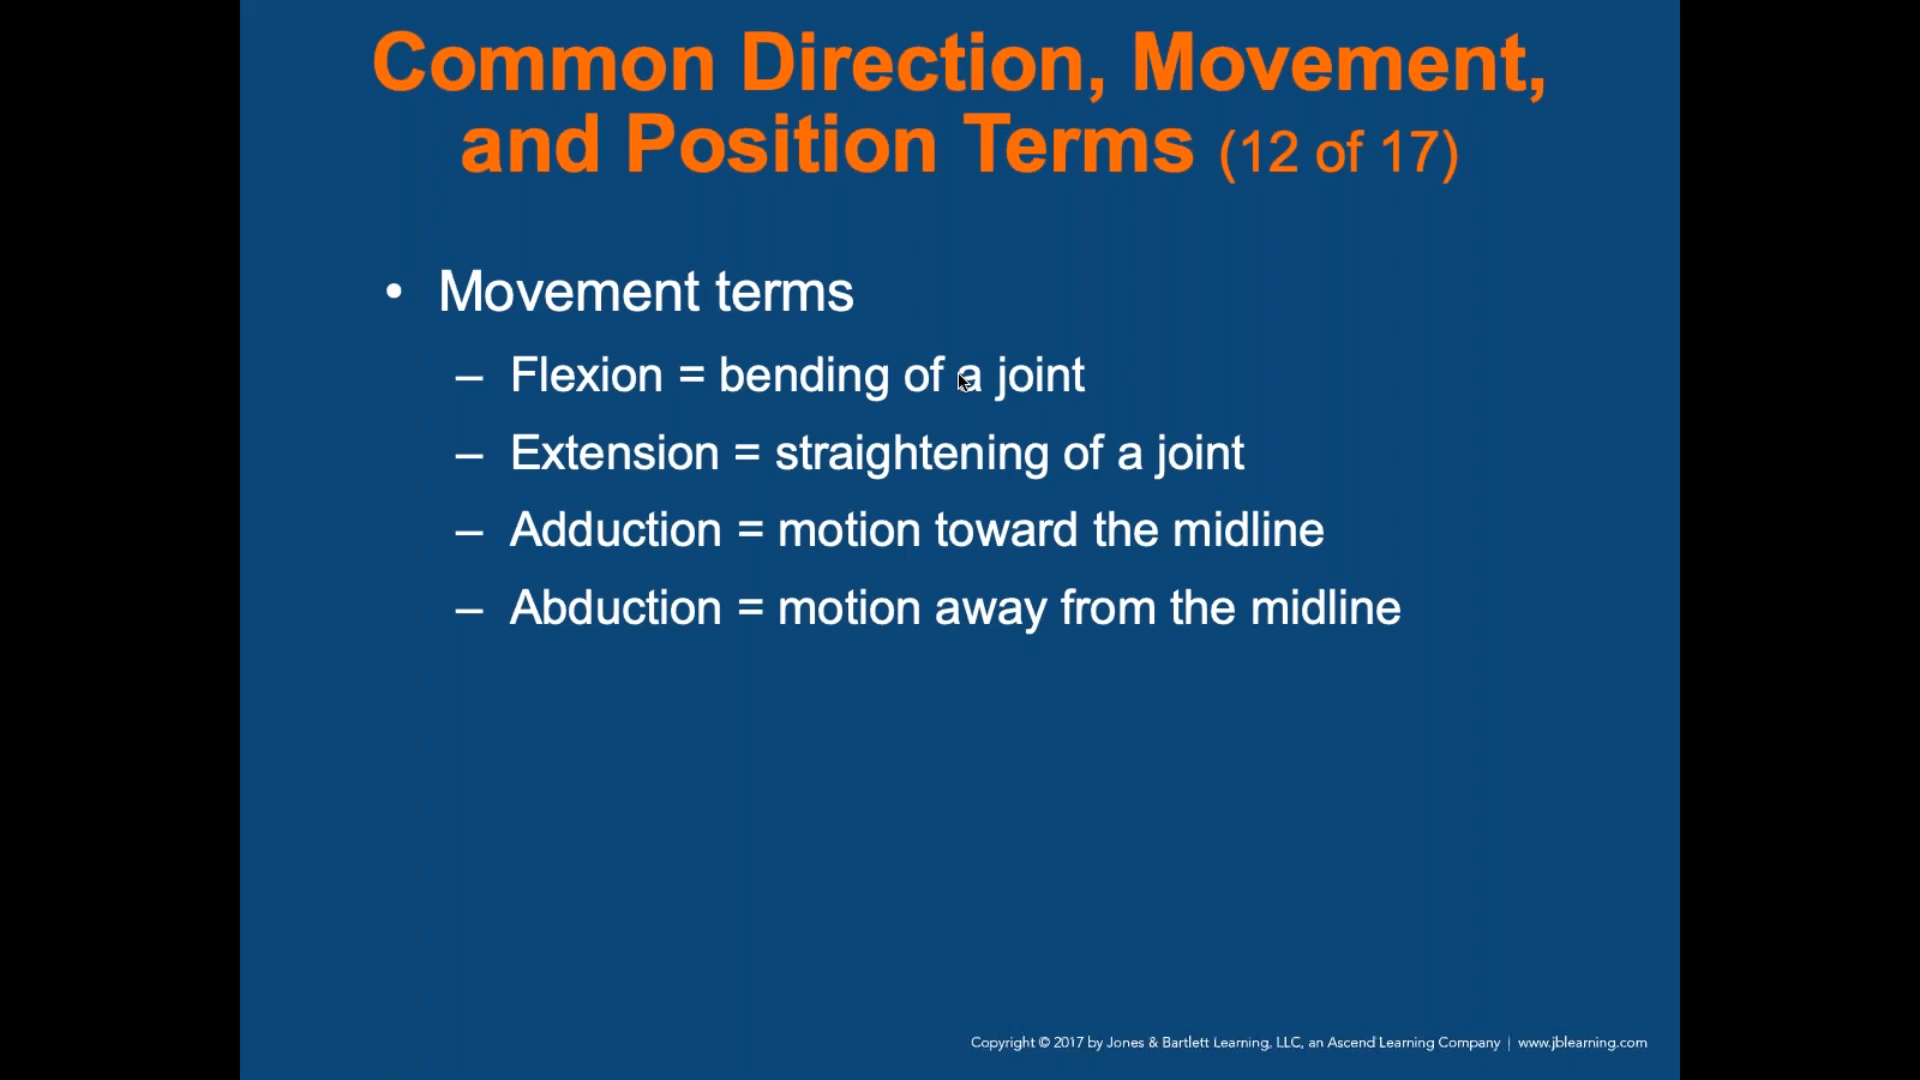 Common Direction, Movement,
and Position Terms (12 of 17)
• Movement terms
– Flexion = bending of a joint
– Extension = straightening of a joint
– Adduction = motion toward the midline
– Abduction = motion away from the midline
Copyright © 2017 by Jones & Bartlett Learning, LLC, an Ascend Learning Company | www.jblearning.com